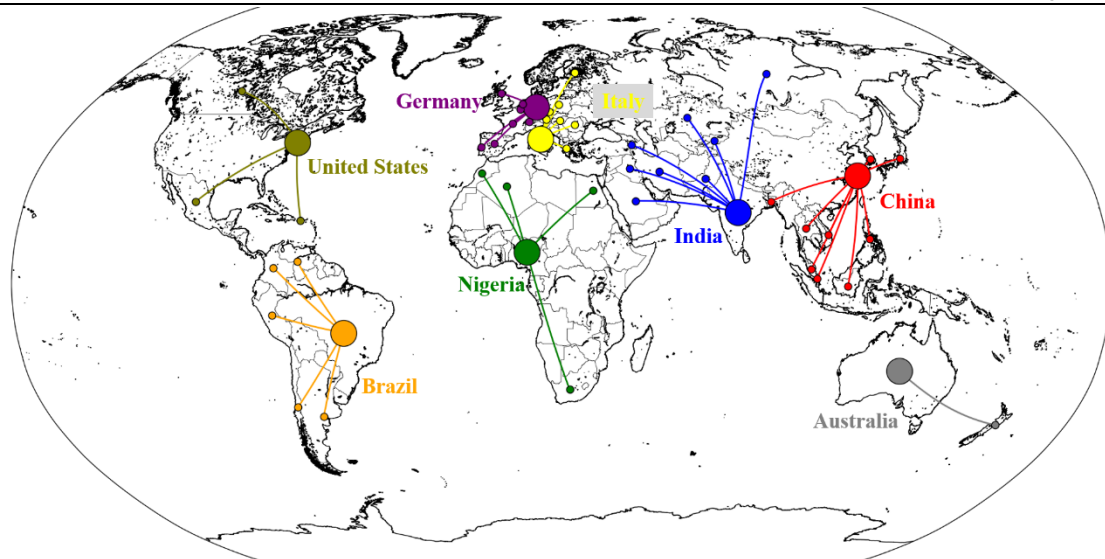 Germany
Italy
United States
China
India
Nigeria
Brazil
Australia